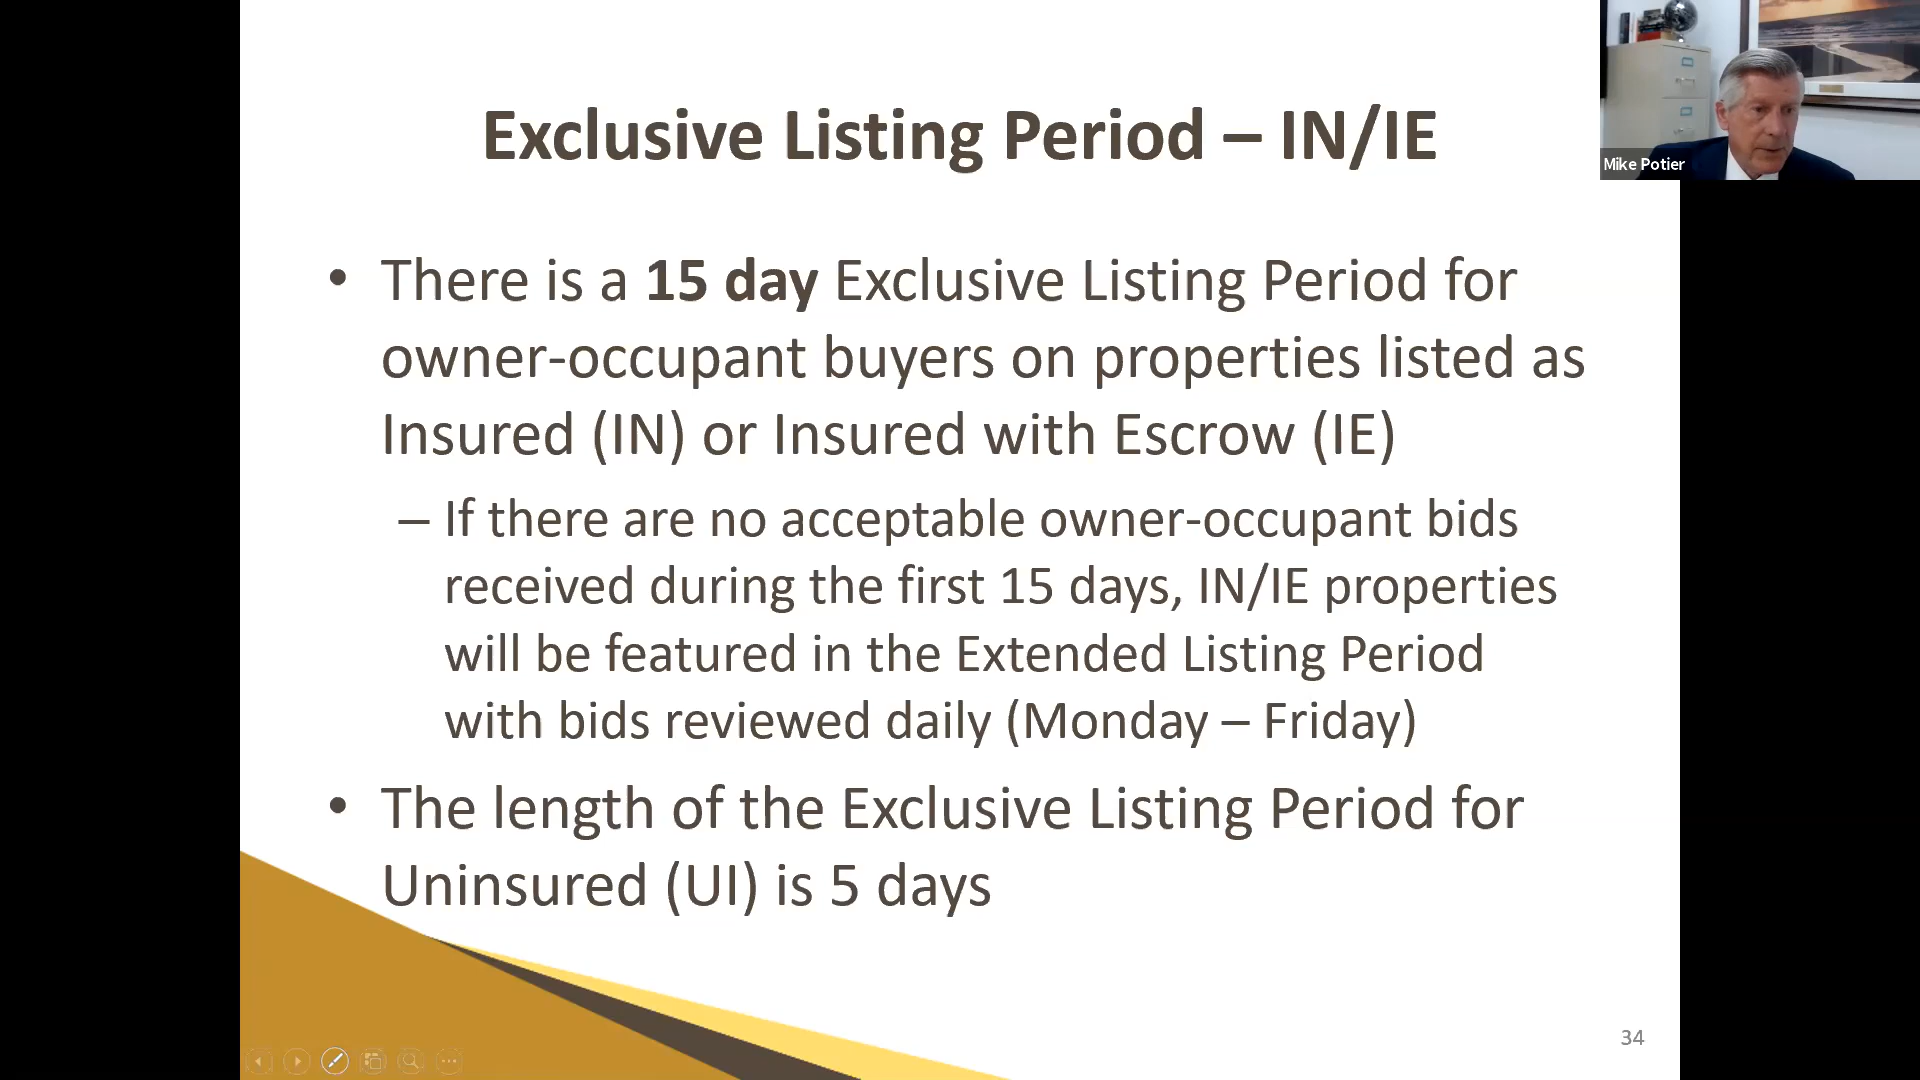 Exclusive Listing Period – IN/IE
Mike Potier
• There is a 15 day Exclusive Listing Period for
owner-occupant buyers on properties listed as
Insured (IN) or Insured with Escrow (IE)
– If there are no acceptable owner-occupant bids
received during the first 15 days, IN/IE properties
will be featured in the Extended Listing Period
with bids reviewed daily (Monday – Friday)
• The length of the Exclusive Listing Period for
Uninsured (UI) is 5 days
34